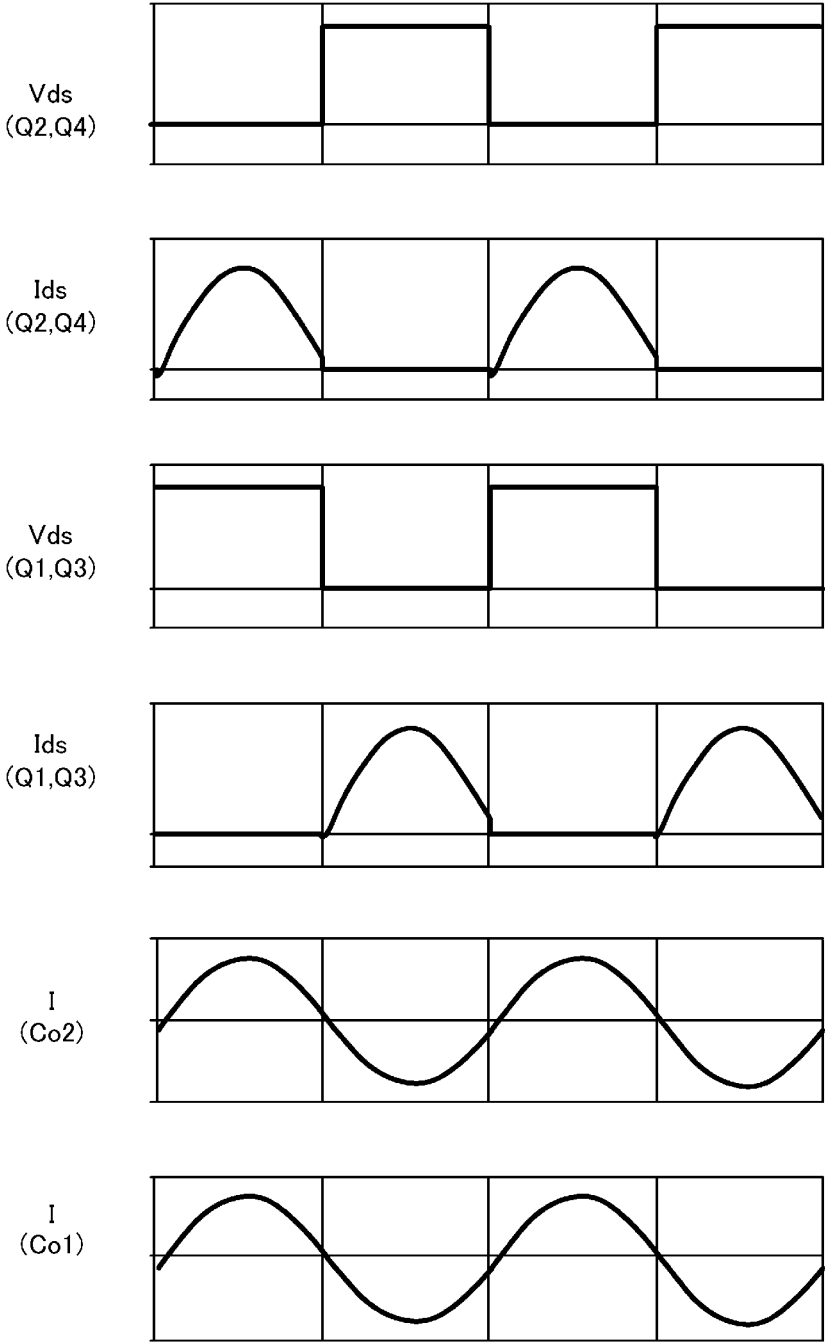 Vds
(Q2,Q4)
Ids
(Q2,Q4)
Vds
(Q1,Q3)
Ids
(Q1,Q3)
I
(Co2)
I
(Co1)